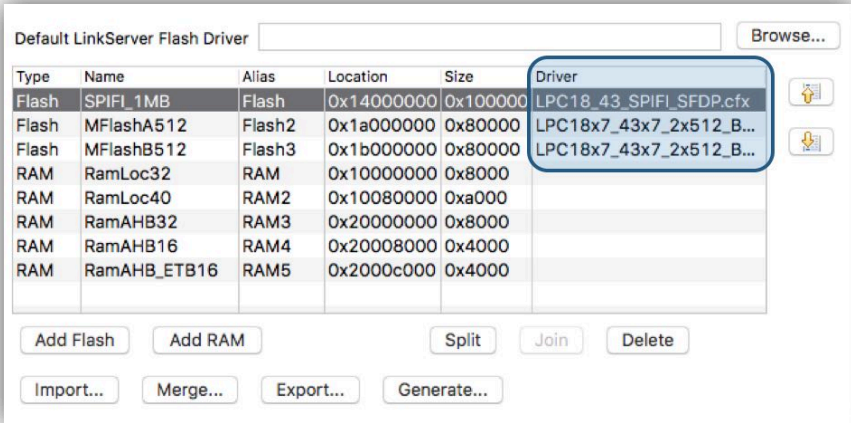 Default LinkServer Flash Driver Browse...
Type Name Alias Location Size Driver
Flash SPIFI_1MB Flash 0x14000000 0x100000 LPC18_43_SPIFI_SFDP.cfx
Flash MFlashA512 Flash2 0x1a000000 0x80000 LPC18x7_43x7_2x512_B...
Flash MFlashB512 Flash3 0x1b000000 0x80000 LPC18x7_43x7_2x512_B...
RAM RamLoc32 RAM 0x10000000 0x8000
RAM RamLoc40 RAM2 0x10080000 0xa000
RAM RamAHB32 RAM3 0x20000000 0x8000
RAM RamAHB16 RAM4 0x20008000 0x4000
RAM RamAHB_ETB16 RAM5 0x2000c000 0x4000
Add Flash Add RAM Split Join Delete
Import... Merge... Export... Generate...